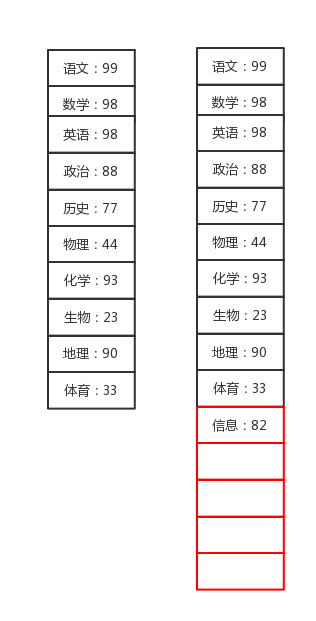 语文：99
数学：98
英语：98
政治：88
历史：77
物理：44
化学：93
生物：23
地理：90
体育：33
语文：99
数学：98
英语：98
政治：88
历史：77
物理：44
化学：93
生物：23
地理：90
体育：33
信息：82